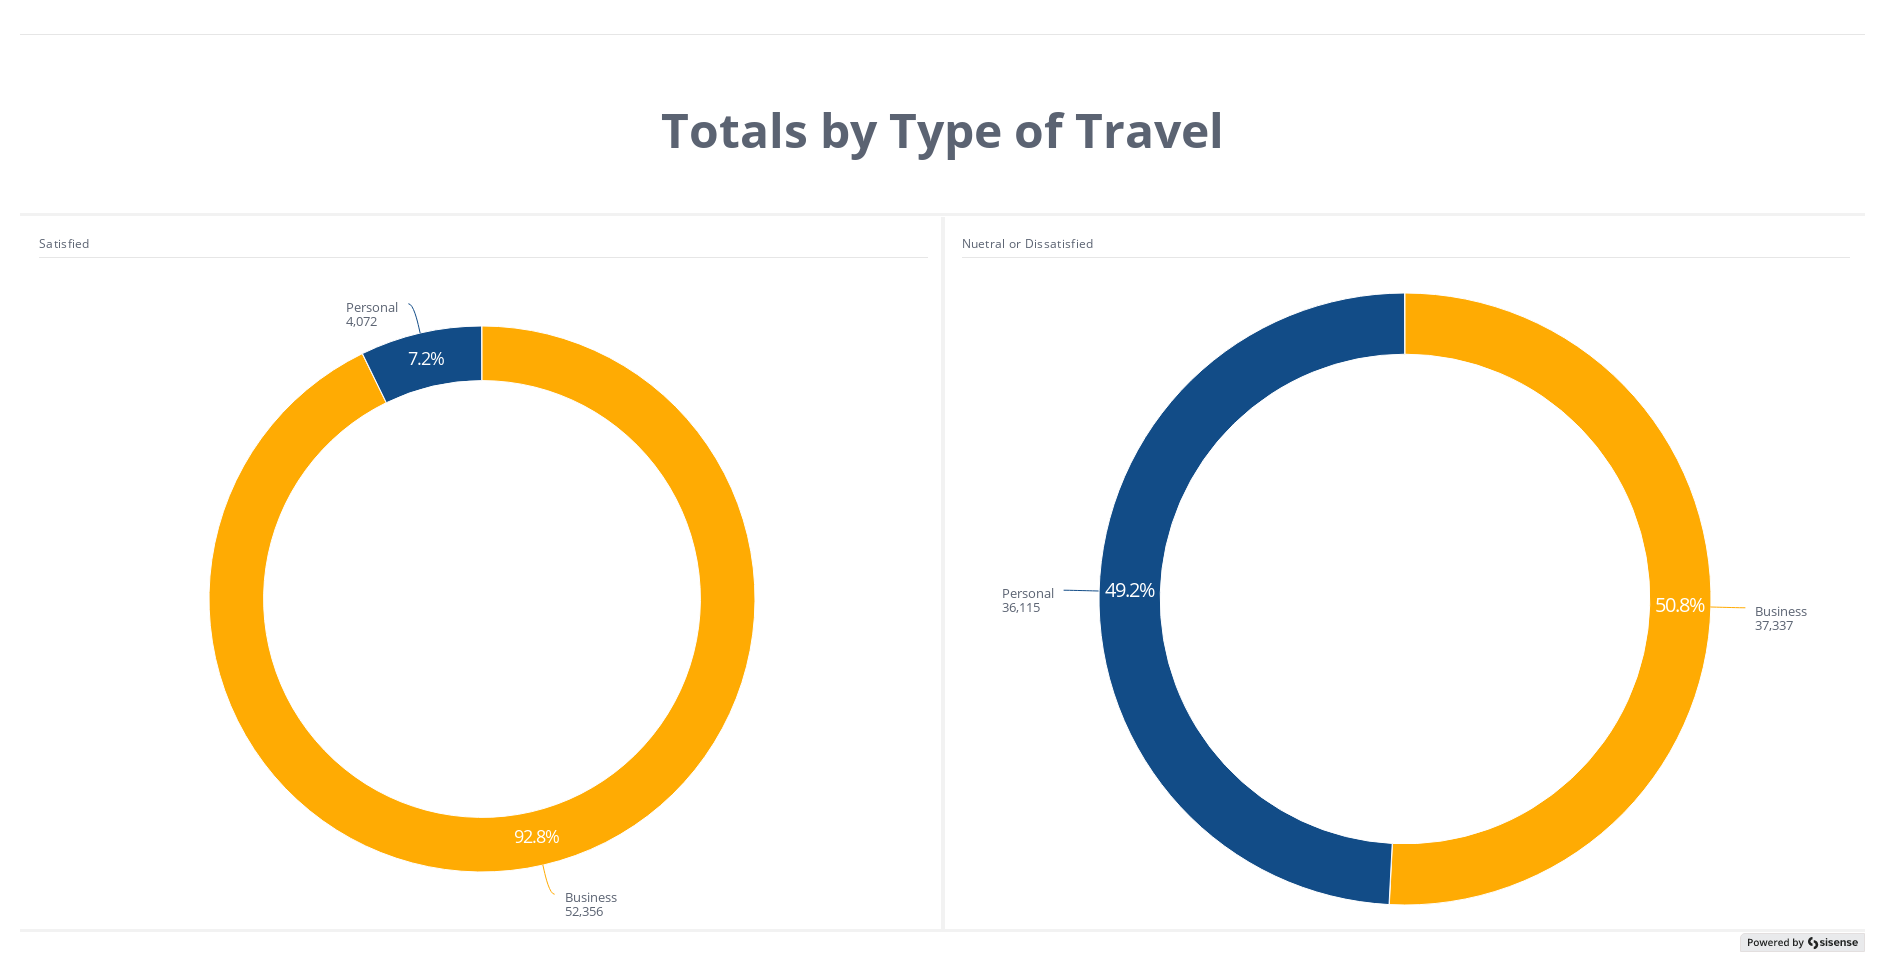 Totals by Type of Travel
Satisfied
Personal
4,072
7.2%
92.8%
Business
52,356
Nuetral or Dissatisfied
Personal
36,115
49.2%
50.8%
Business
37,337
Powered by sisense